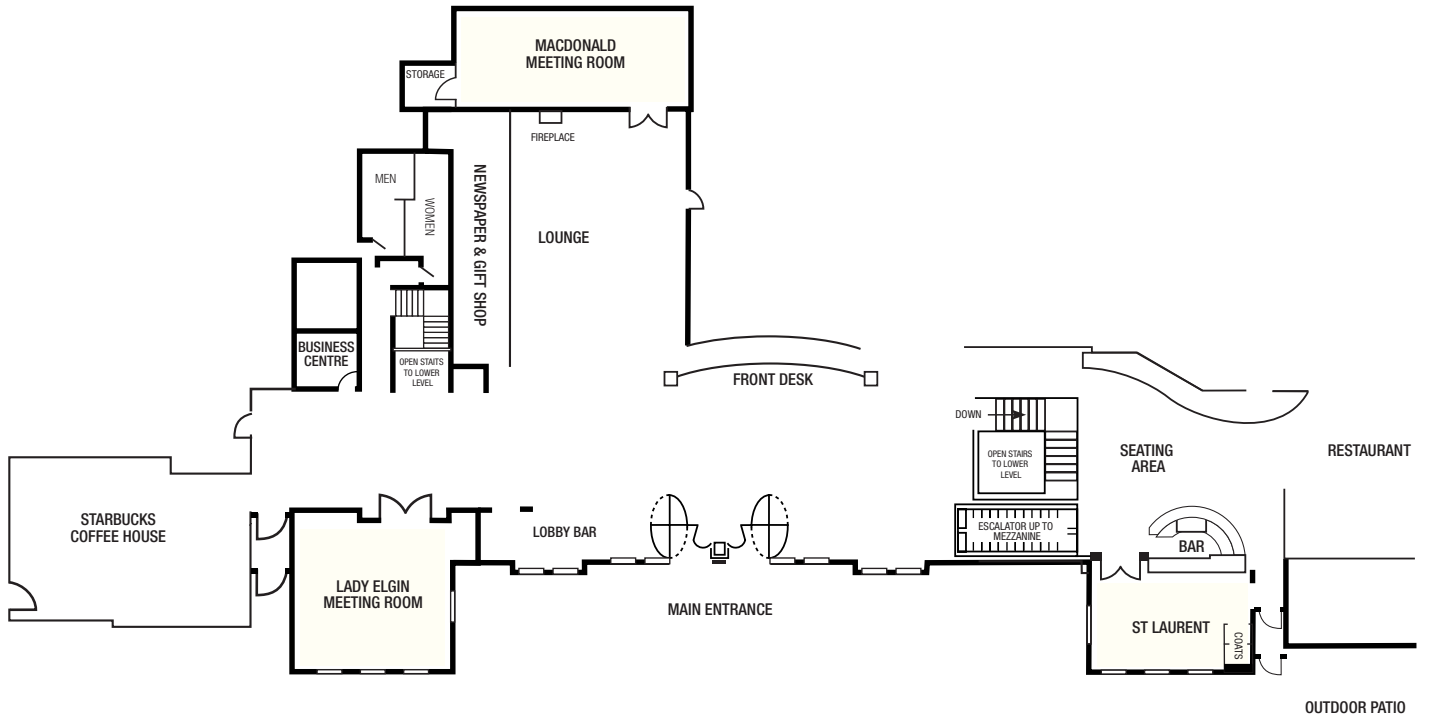 MACDONALD
MEETING ROOM
STORAGE
FIREPLACE
MEN
WOMEN
NEWSPAPER & GIFT SHOP
LOUNGE
BUSINESS
CENTRE
OPEN STAITS
TO LOWER
LEVEL
FRONT DESK
DOWN
OPEN STAIRS
TO LOWER
LEVEL
SEATING
AREA
RESTAURANT
STARBUCKS
COFFEE HOUSE
LOBBY BAR
ESCALATOR UP TO
MEZZANINE
BAR
LADY ELGIN
MEETING ROOM
MAIN ENTRANCE
ST LAURENT
COATS
OUTDOOR PATIO